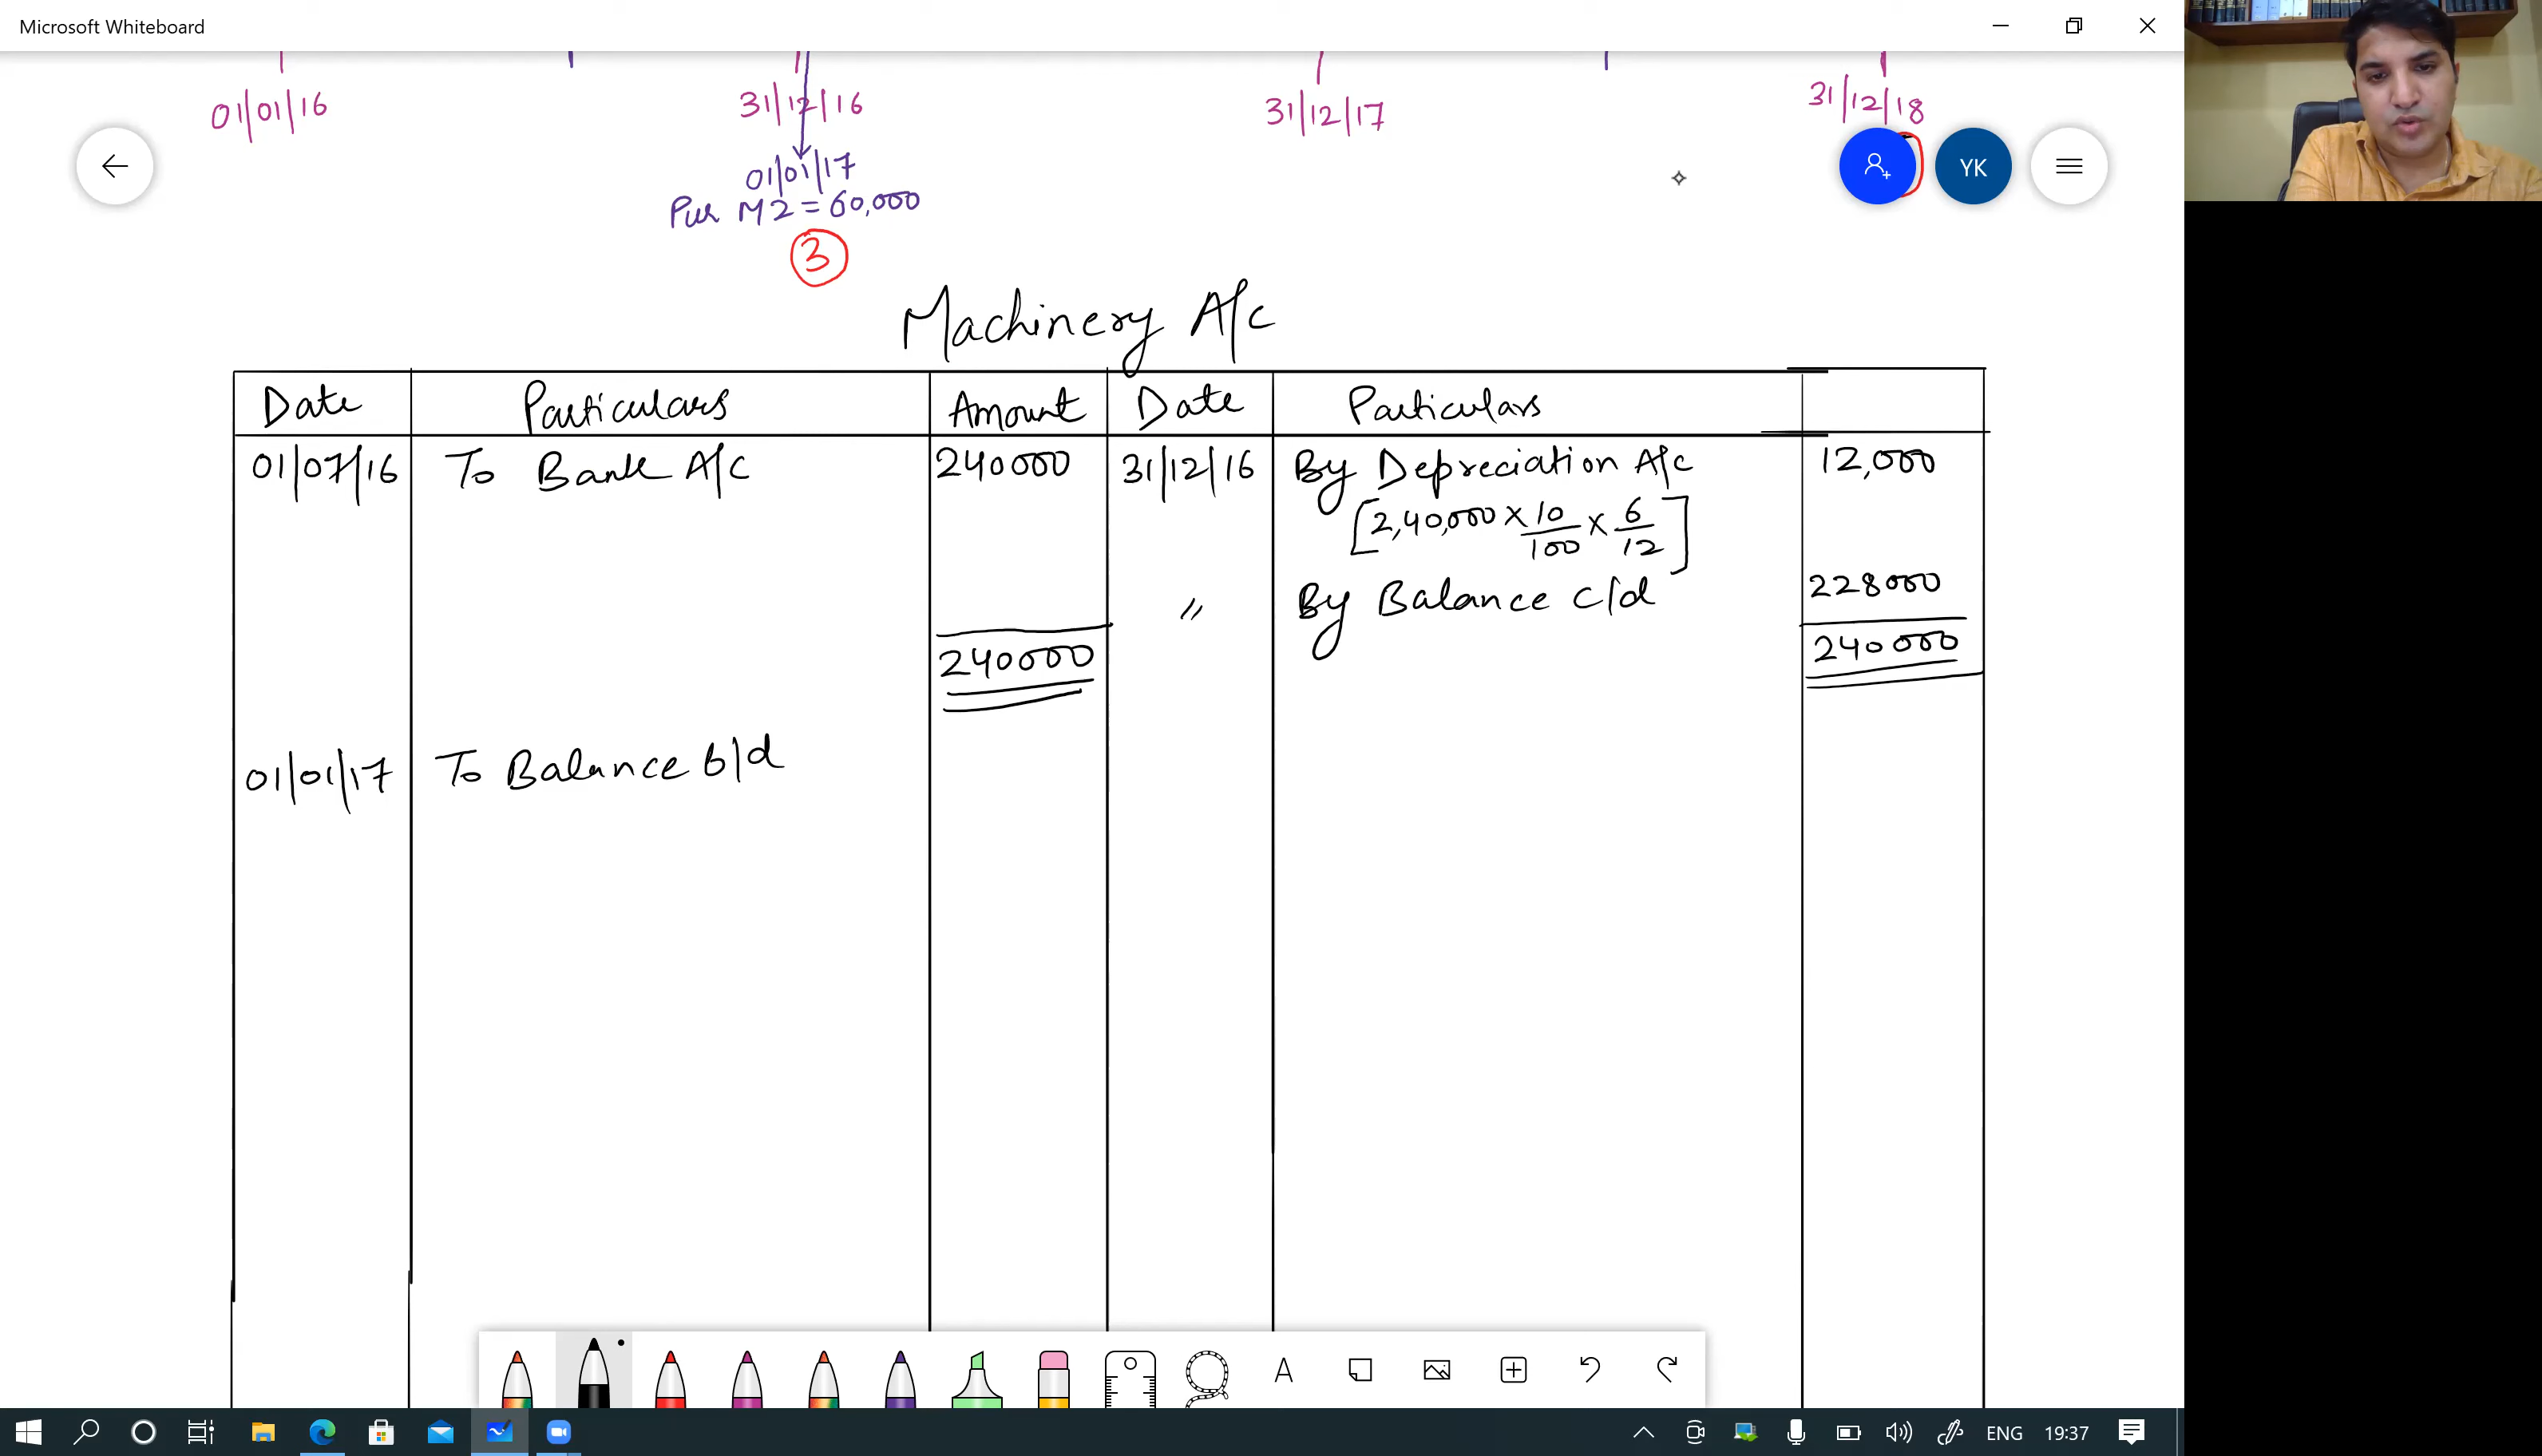 Microsoft Whiteboard
01/01/16
31/12/16
31/12/17
31/12/18
01/01/17
Pur M2 = 60,000
3
YK
Machinery A/c
Date Particulars Amount Date Particulars
01/07/16 To Bank A/c 240000 31/12/16 By Depreciation A/c 12,000
[2,40,000 × 10/100 × 6/12]
" By Balance c/d 228000
240000 240000
01/01/17 To Balance b/d
A
ENG 19:37